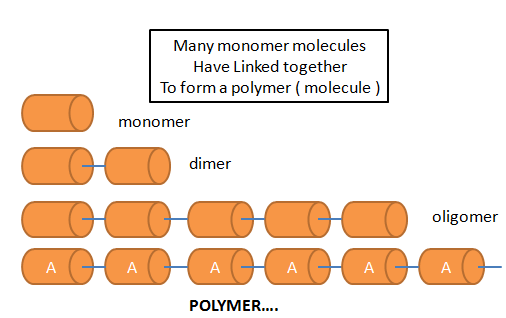 Many monomer molecules
Have Linked together
To form a polymer ( molecule )
monomer
dimer
oligomer
A A A A A A
POLYMER....